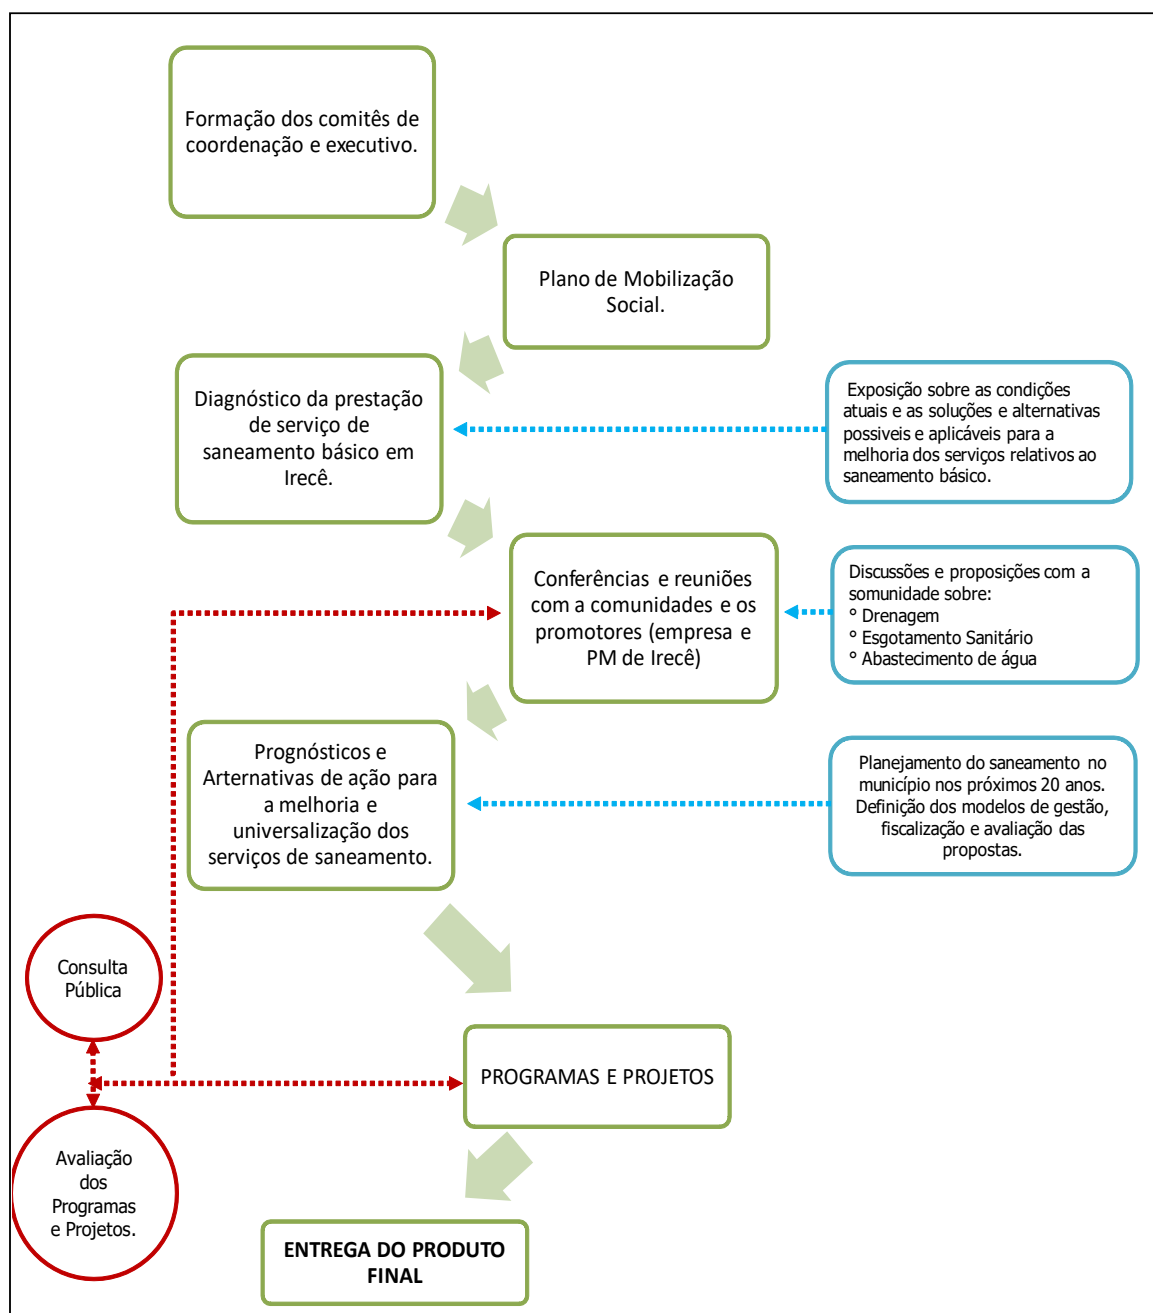 Formação dos comitês de
coordenação e executivo.
Plano de Mobilização
Social.
Diagnóstico da prestação
de serviço de
saneamento básico em
Irecê.
Exposição sobre as condições
atuais e as soluções e alternativas
possiveis e aplicáveis para a
melhoria dos serviços relativos ao
saneamento básico.
Conferências e reuniões
com a comunidades e os
promotores (empresa e
PM de Irecê)
Discussões e proposições com a
somunidade sobre:
° Drenagem
° Esgotamento Sanitário
° Abastecimento de água
Prognósticos e
Arternativas de ação para
a melhoria e
universalização dos
serviços de saneamento.
Planejamento do saneamento no
município nos próximos 20 anos.
Definição dos modelos de gestão,
fiscalização e avaliação das
propostas.
Consulta
Pública
PROGRAMAS E PROJETOS
Avaliação
dos
Programas
e Projetos.
ENTREGA DO PRODUTO
FINAL